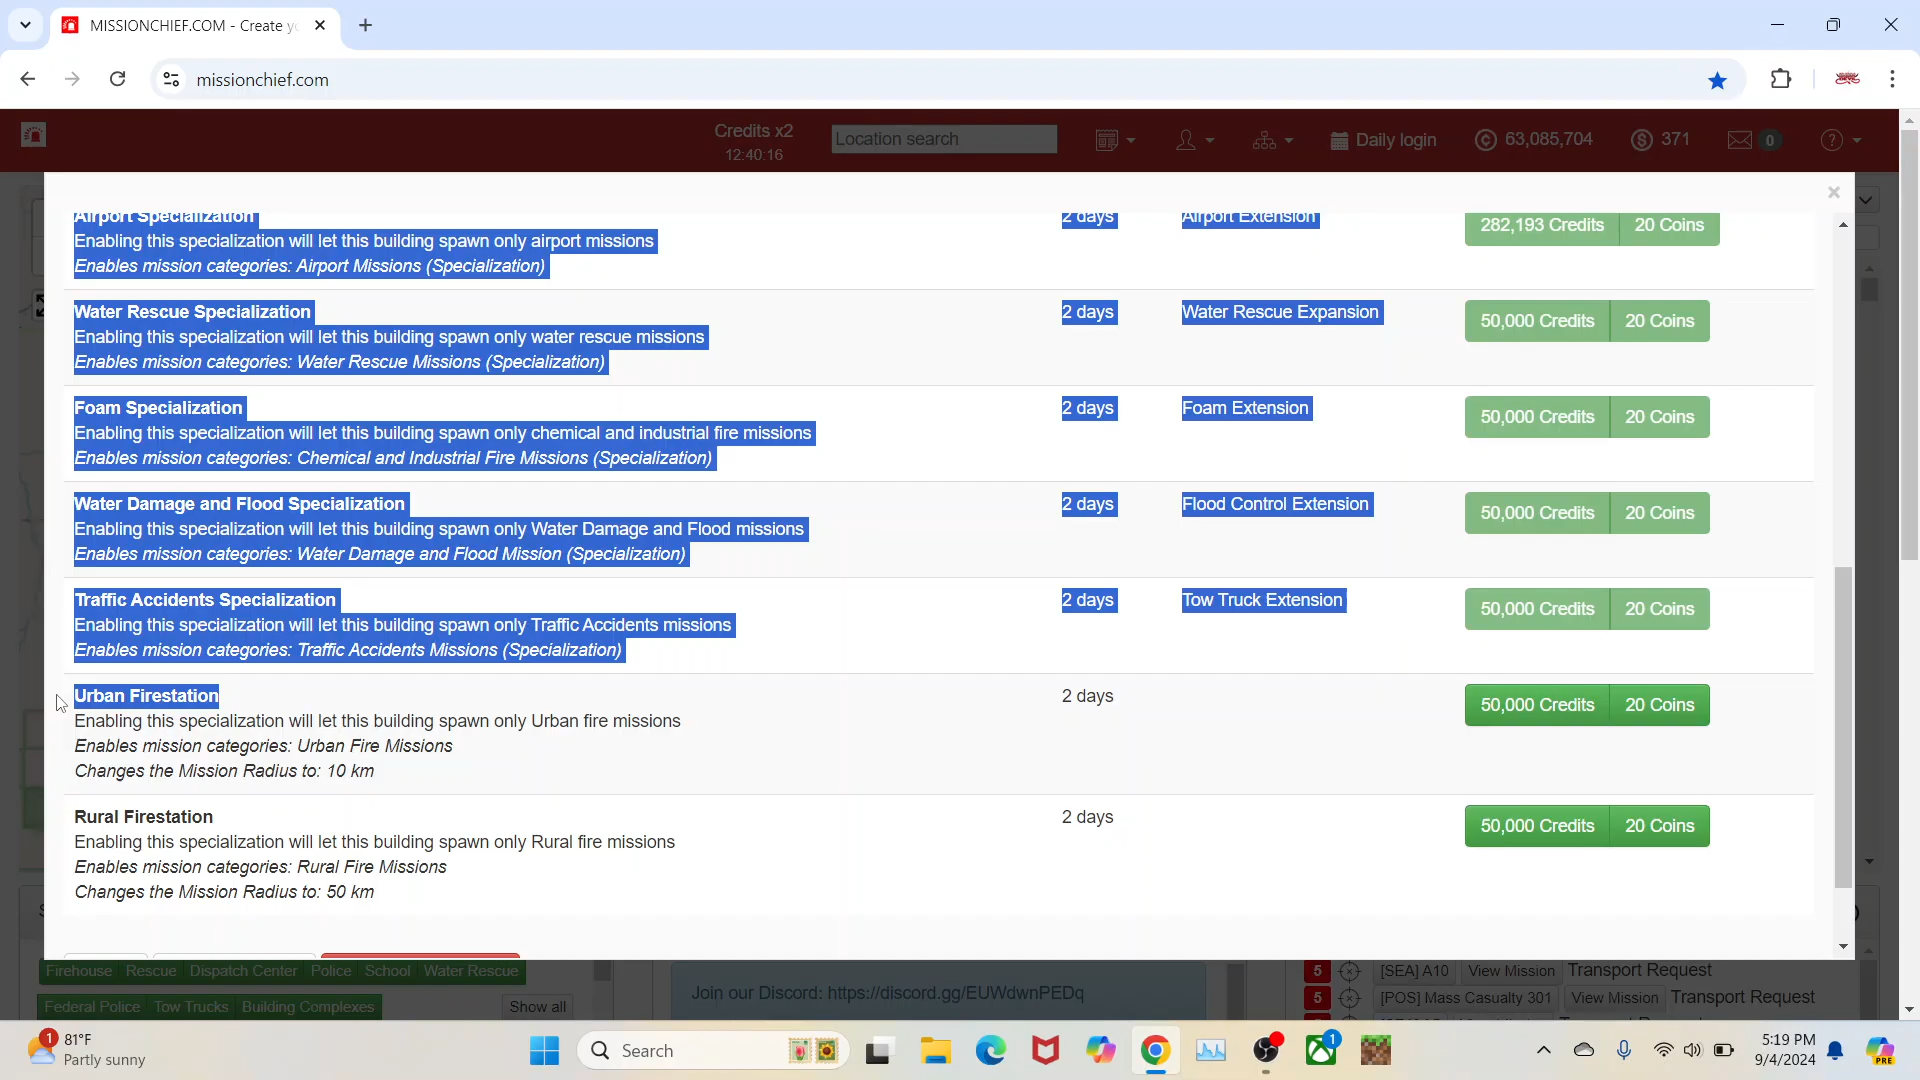 MISSIONCHIEF.COM - Create yo
missionchief.com
Credits x2
12:40:16
Location search
Daily login
63,085,704
371
0
Airport Specialization
2 days
Airport Extension
282,193 Credits
20 Coins
Enabling this specialization will let this building spawn only airport missions
Enables mission categories: Airport Missions (Specialization)
Water Rescue Specialization
2 days
Water Rescue Expansion
50,000 Credits
20 Coins
Enabling this specialization will let this building spawn only water rescue missions
Enables mission categories: Water Rescue Missions (Specialization)
Foam Specialization
2 days
Foam Extension
50,000 Credits
20 Coins
Enabling this specialization will let this building spawn only chemical and industrial fire missions
Enables mission categories: Chemical and Industrial Fire Missions (Specialization)
Water Damage and Flood Specialization
2 days
Flood Control Extension
50,000 Credits
20 Coins
Enabling this specialization will let this building spawn only Water Damage and Flood missions
Enables mission categories: Water Damage and Flood Mission (Specialization)
Traffic Accidents Specialization
2 days
Tow Truck Extension
50,000 Credits
20 Coins
Enabling this specialization will let this building spawn only Traffic Accidents missions
Enables mission categories: Traffic Accidents Missions (Specialization)
Urban Firestation
2 days
50,000 Credits
20 Coins
Enabling this specialization will let this building spawn only Urban fire missions
Enables mission categories: Urban Fire Missions
Changes the Mission Radius to: 10 km
Rural Firestation
2 days
50,000 Credits
20 Coins
Enabling this specialization will let this building spawn only Rural fire missions
Enables mission categories: Rural Fire Missions
Changes the Mission Radius to: 50 km
Firehouse Rescue Dispatch Center Police School Water Rescue
Federal Police Tow Trucks Building Complexes
Show all
Join our Discord: https://discord.gg/EUWdwnPEDq
5 [SEA] A10 View Mission Transport Request
5 [POS] Mass Casualty 301 View Mission Transport Request
1
81°F
Partly sunny
Search
1
5:19 PM
9/4/2024
PRE